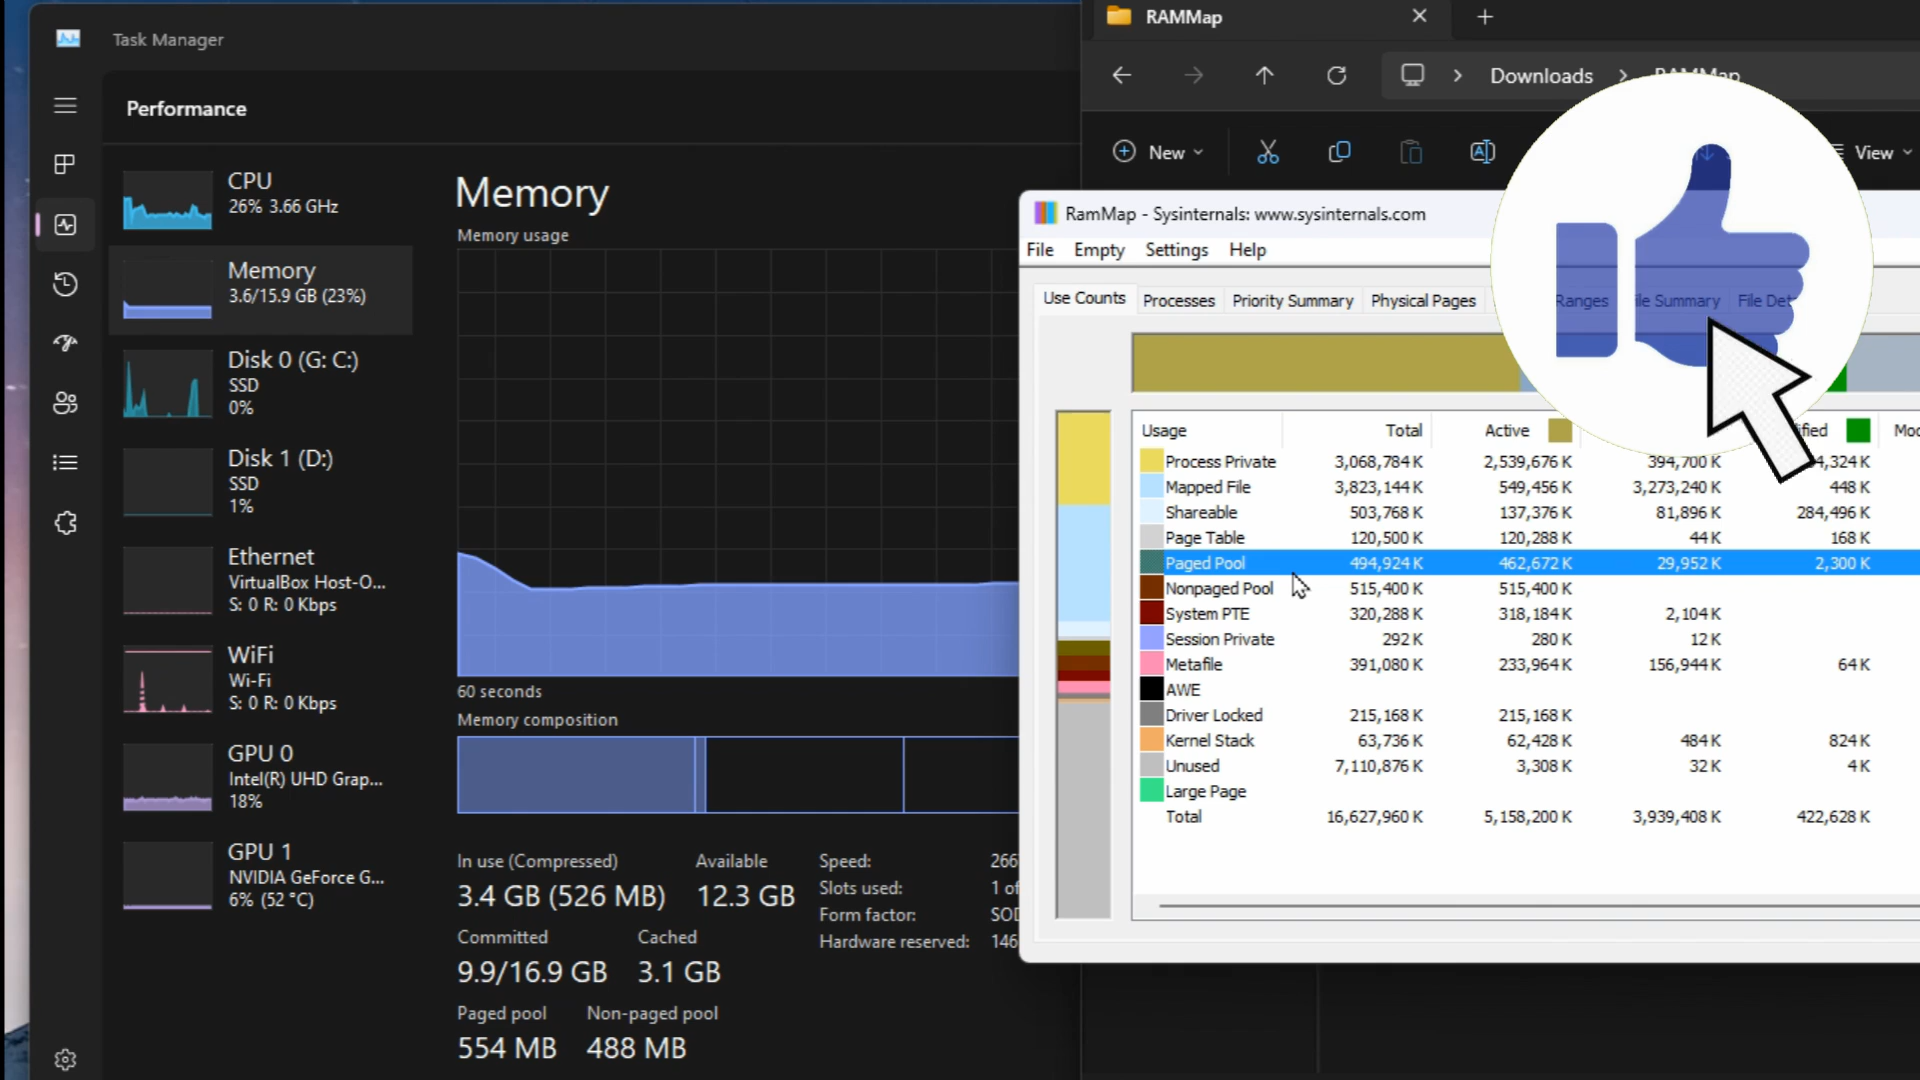 Task Manager
Performance
CPU
26% 3.66 GHz
Memory
3.6/15.9 GB (23%)
Disk 0 (G: C:)
SSD
0%
Disk 1 (D:)
SSD
1%
Ethernet
VirtualBox Host-O...
S: 0 R: 0 Kbps
WiFi
Wi-Fi
S: 0 R: 0 Kbps
GPU 0
Intel(R) UHD Grap...
18%
GPU 1
NVIDIA GeForce G...
6% (52 °C)
Memory
Memory usage
60 seconds
Memory composition
In use (Compressed) Available
3.4 GB (526 MB) 12.3 GB
Committed Cached
9.9/16.9 GB 3.1 GB
Paged pool Non-paged pool
554 MB 488 MB
Speed: 266
Slots used: 1 of
Form factor: SOD
Hardware reserved: 146
RAMMap
Downloads > RAMMap
New View
RamMap - Sysinternals: www.sysinternals.com
File Empty Settings Help
Use Counts Processes Priority Summary Physical Pages Ranges Summary File
Usage Total Active
Process Private 3,068,784 K 2,539,676 K 394,700 K 4,324 K
Mapped File 3,823,144 K 549,456 K 3,273,240 K 448 K
Shareable 503,768 K 137,376 K 81,896 K 284,496 K
Page Table 120,500 K 120,288 K 44 K 168 K
Paged Pool 494,924 K 462,672 K 29,952 K 2,300 K
Nonpaged Pool 515,400 K 515,400 K
System PTE 320,288 K 318,184 K 2,104 K
Session Private 292 K 280 K 12 K
Metafile 391,080 K 233,964 K 156,944 K 64 K
AWE
Driver Locked 215,168 K 215,168 K
Kernel Stack 63,736 K 62,428 K 484 K 824 K
Unused 7,110,876 K 3,308 K 32 K 4 K
Large Page
Total 16,627,960 K 5,158,200 K 3,939,408 K 422,628 K